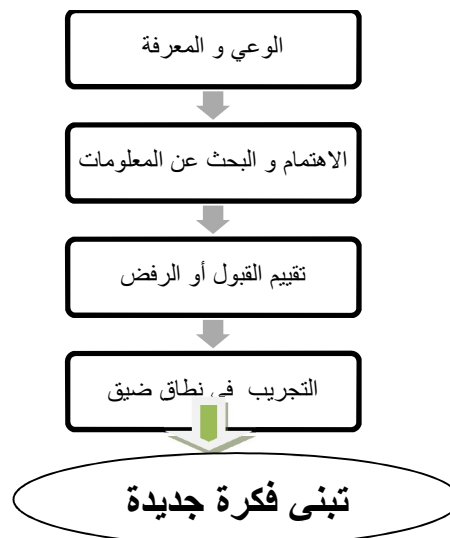 الوعي و المعرفة
الاهتمام و البحث عن المعلومات
تقييم القبول أو الرفض
التجريب في نطاق ضيق
تبنى فكرة جديدة